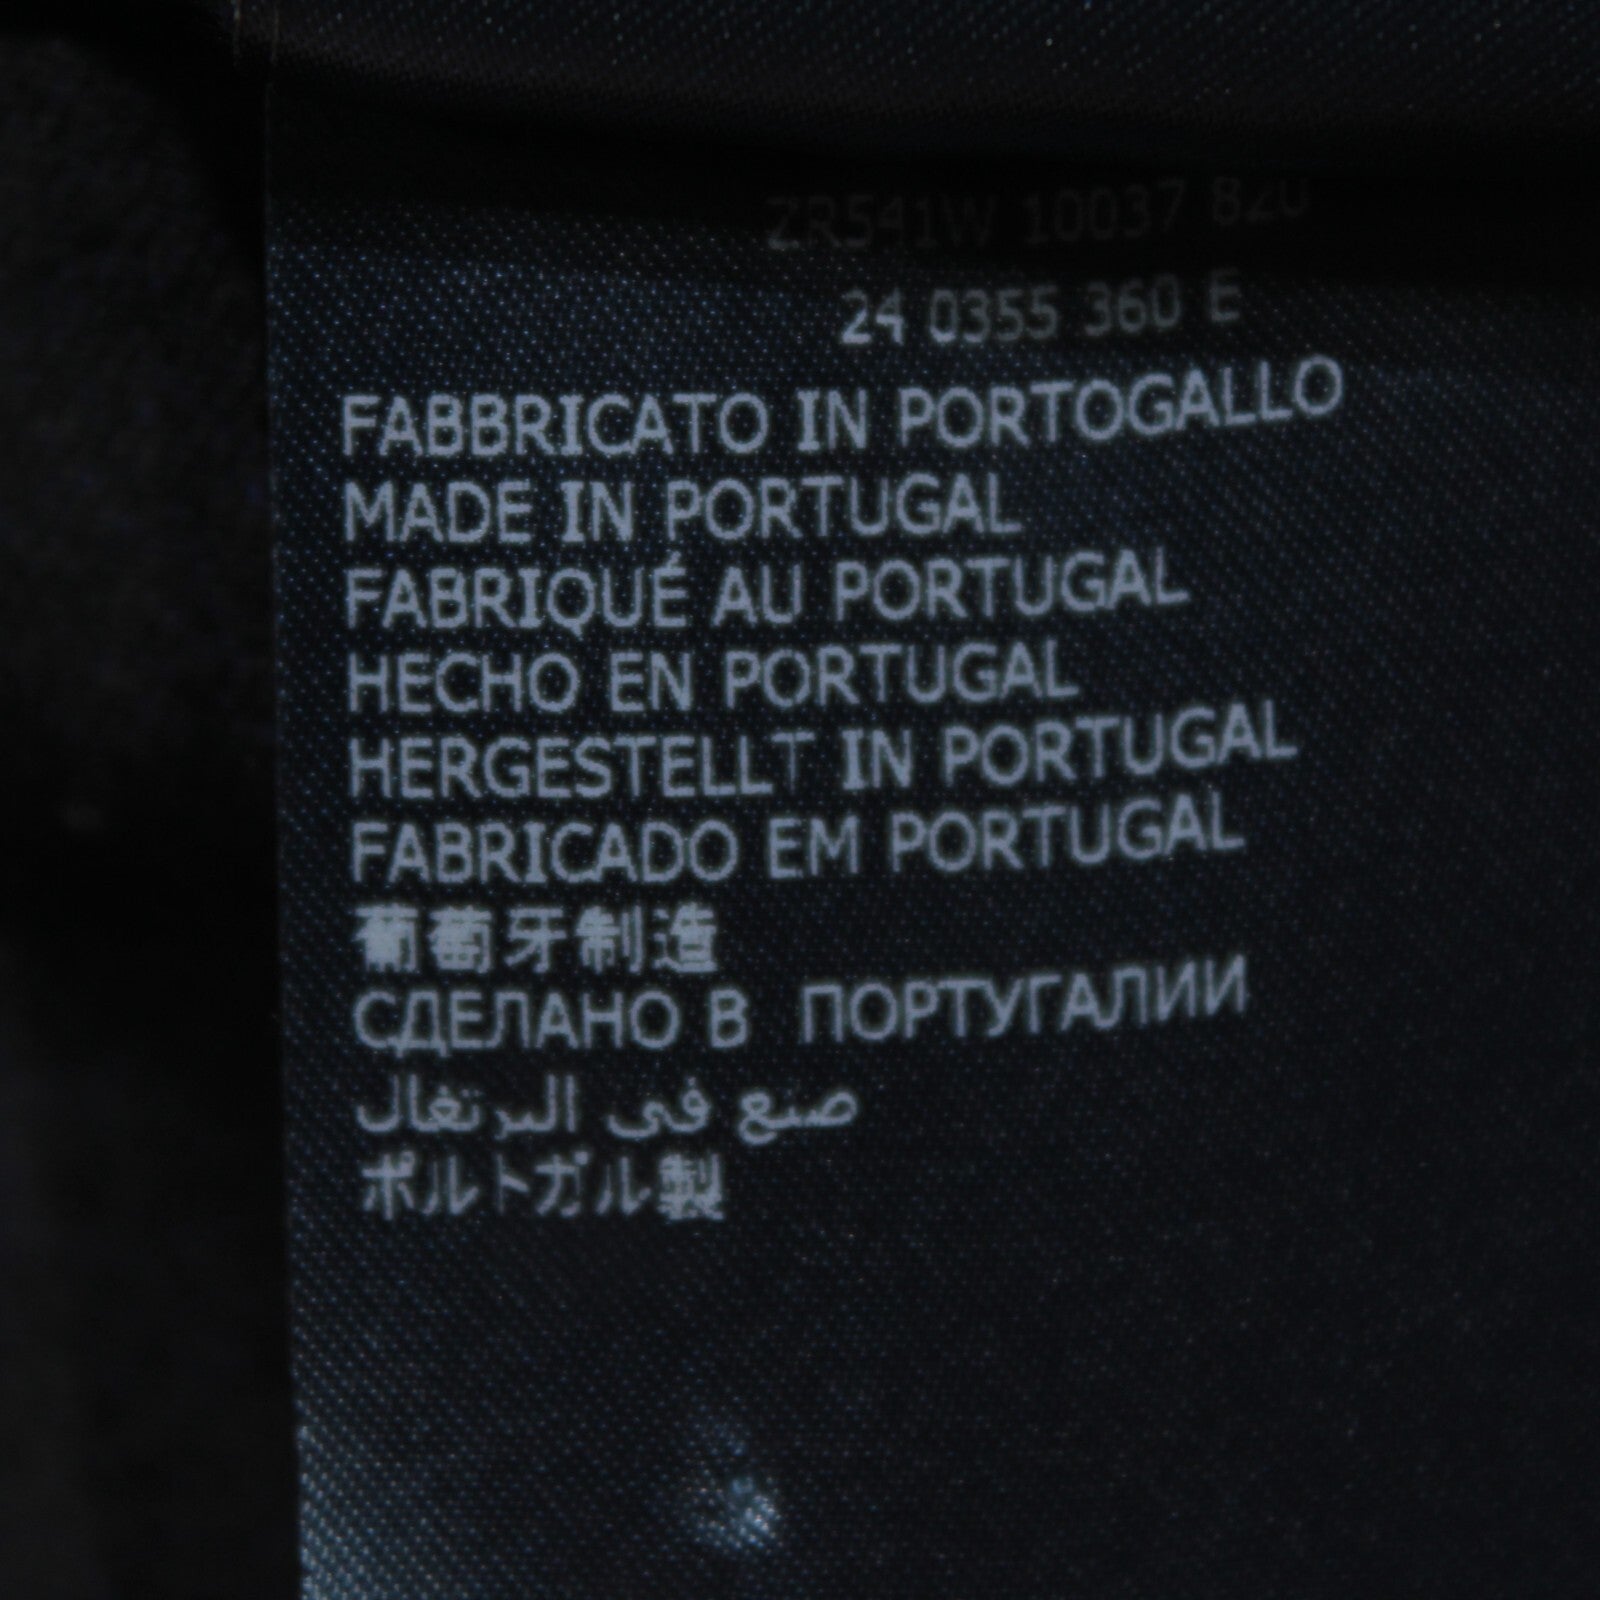 ZR541W 10037 820
24 0355 360 E
FABBRICATO IN PORTOGALLO
MADE IN PORTUGAL
FABRIQUÉ AU PORTUGAL
HECHO EN PORTUGAL
HERGESTELLT IN PORTUGAL
FABRICADO EM PORTUGAL
葡萄牙制造
СДЕЛАНО В ПОРТУГАЛИИ
صنع في البرتغال
ポルトガル製